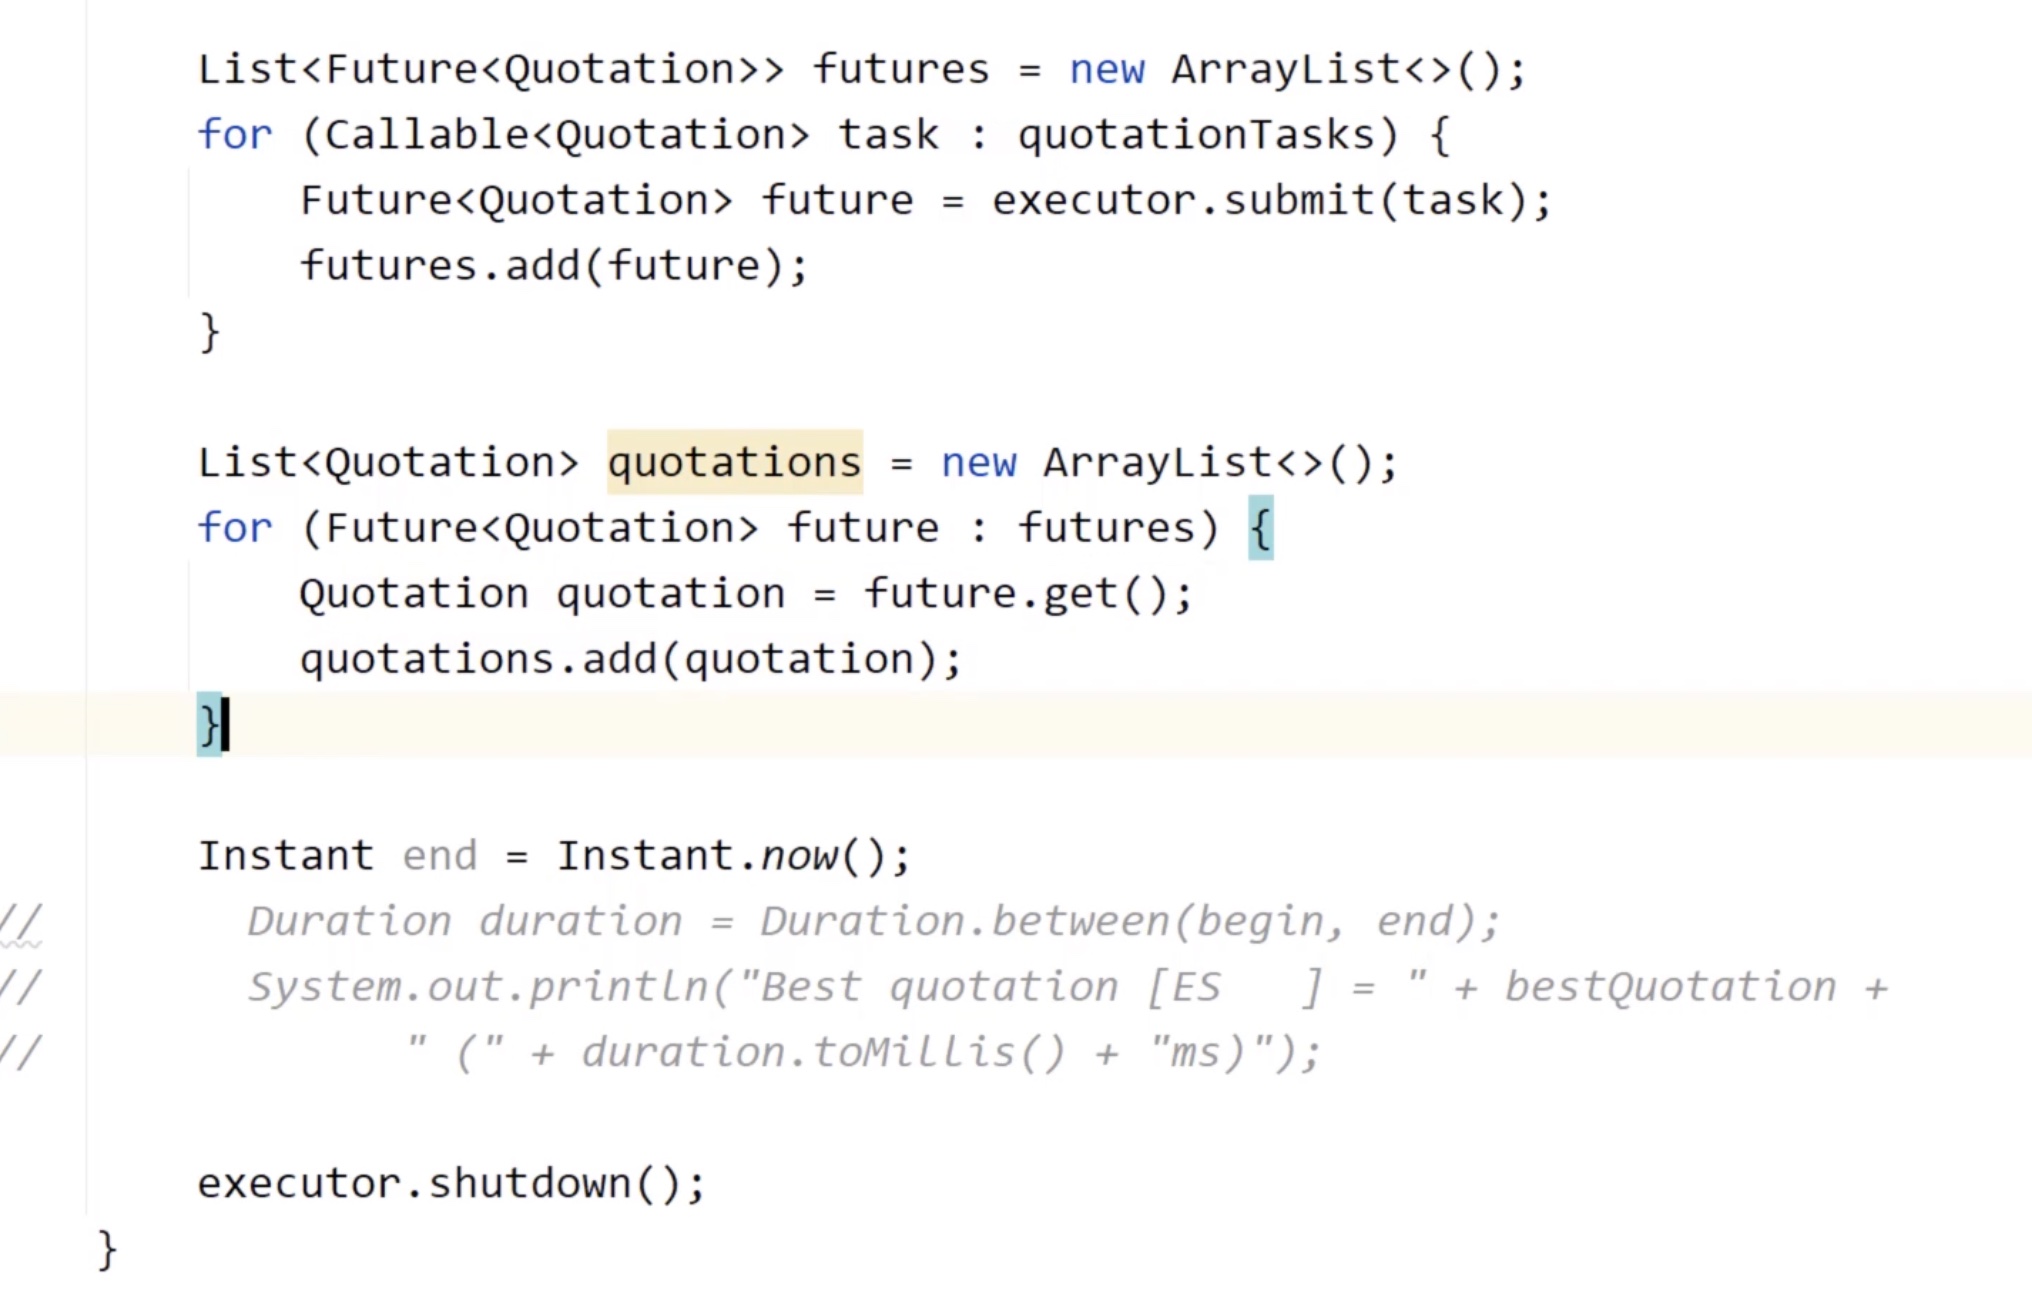 List<Future<Quotation>> futures = new ArrayList<>();
for (Callable<Quotation> task : quotationTasks) {
    Future<Quotation> future = executor.submit(task);
    futures.add(future);
}
List<Quotation> quotations = new ArrayList<>();
for (Future<Quotation> future : futures) {
    Quotation quotation = future.get();
    quotations.add(quotation);
}
Instant end = Instant.now();
//        Duration duration = Duration.between(begin, end);
//        System.out.println("Best quotation [ES   ] = " + bestQuotation +
//              " (" + duration.toMillis() + "ms)");
executor.shutdown();
}